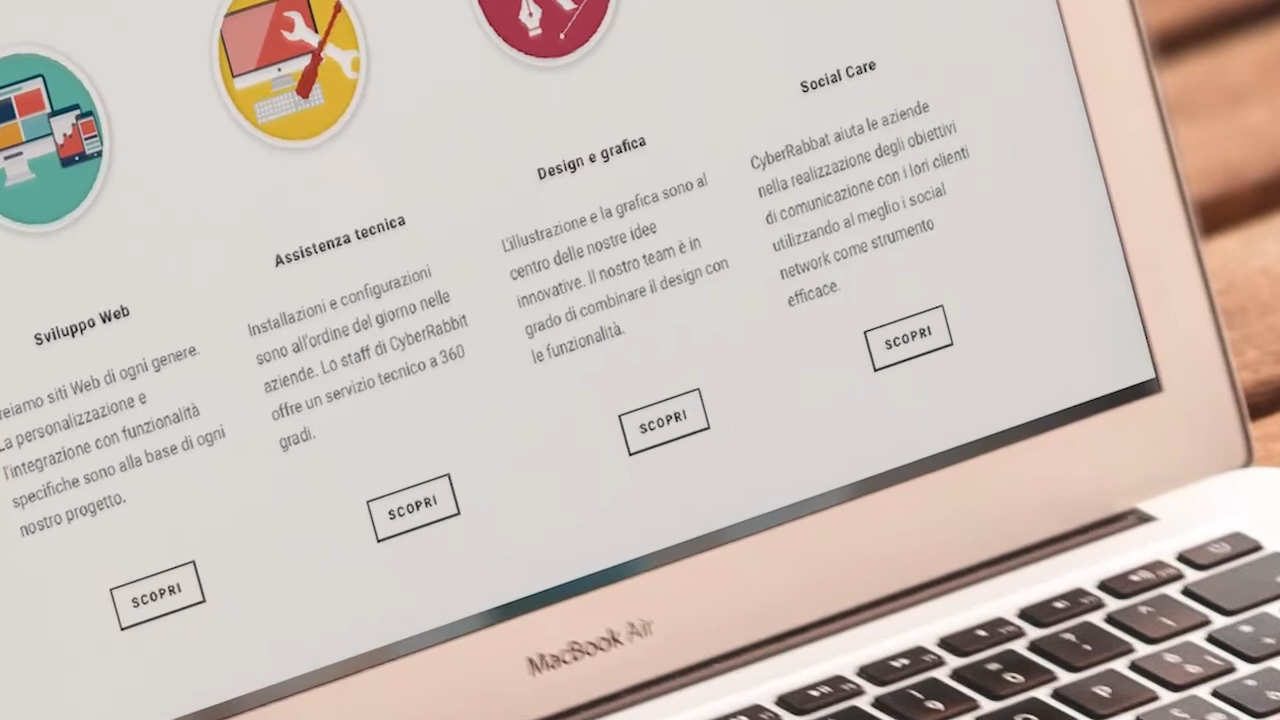 Sviluppo Web
reiamo siti Web di ogni genere.
La personalizzazione e
l'integrazione con funzionalità
specifiche sono alla base di ogni
nostro progetto.
SCOPRI
Assistenza tecnica
Installazioni e configurazioni
sono all'ordine del giorno nelle
aziende. Lo staff di CyberRabbit
offre un servizio tecnico a 360
gradi.
SCOPRI
Design e grafica
L'illustrazione e la grafica sono al
centro delle nostre idee
innovative. Il nostro team è in
grado di combinare il design con
le funzionalità.
SCOPRI
Social Care
CyberRabbat aiuta le aziende
nella realizzazione degli obiettivi
di comunicazione con i lori clienti
utilizzando al meglio i social
network come strumento
efficace.
SCOPRI
MacBook Air